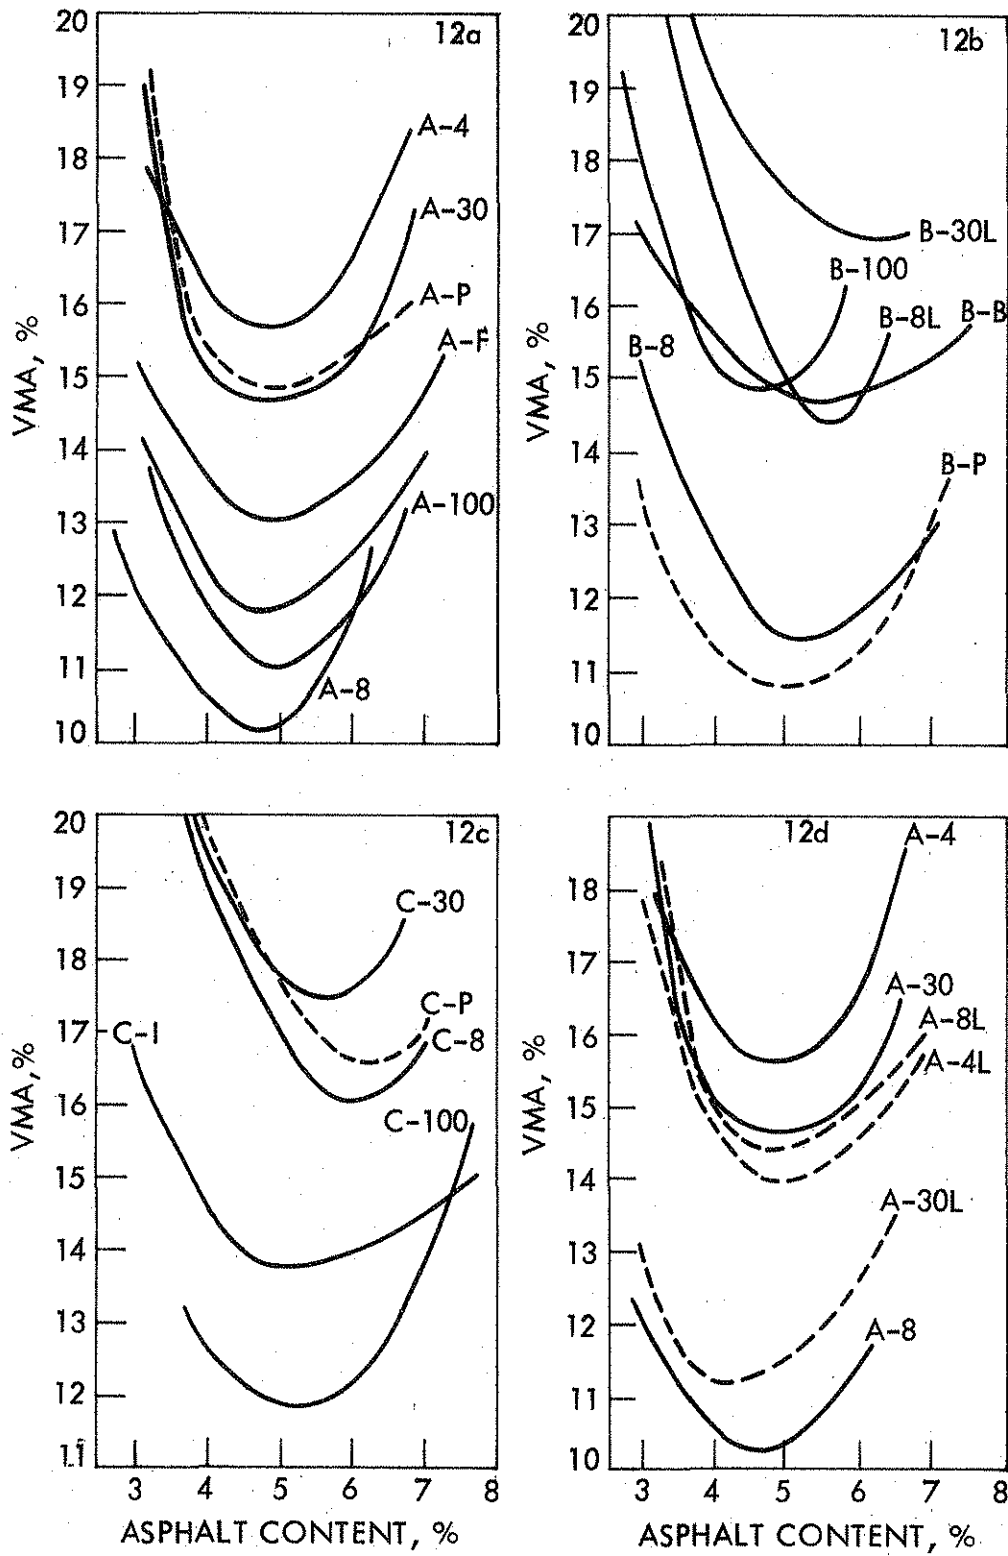 12a
20
19
18
17
16
15
14
13
12
11
10
VMA, %
A-4
A-30
A-P
A-F
A-100
A-8
12b
20
19
18
17
16
15
14
13
12
11
10
VMA, %
B-30L
B-100
B-8L
B-B
B-8
B-P
12c
20
19
18
17
16
15
14
13
12
11
VMA, %
C-30
C-P
C-8
C-I
C-100
3 4 5 6 7 8
ASPHALT CONTENT, %
12d
18
17
16
15
14
13
12
11
10
VMA, %
A-4
A-30
A-8L
A-4L
A-30L
A-8
3 4 5 6 7 8
ASPHALT CONTENT, %